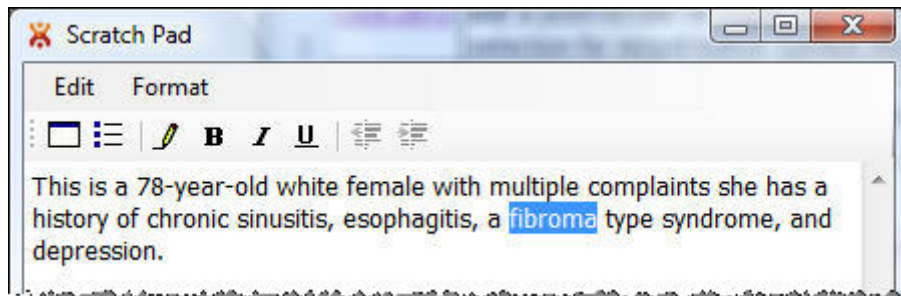 Scratch Pad
Edit Format
B I U
This is a 78-year-old white female with multiple complaints she has a
history of chronic sinusitis, esophagitis, a fibroma type syndrome, and
depression.